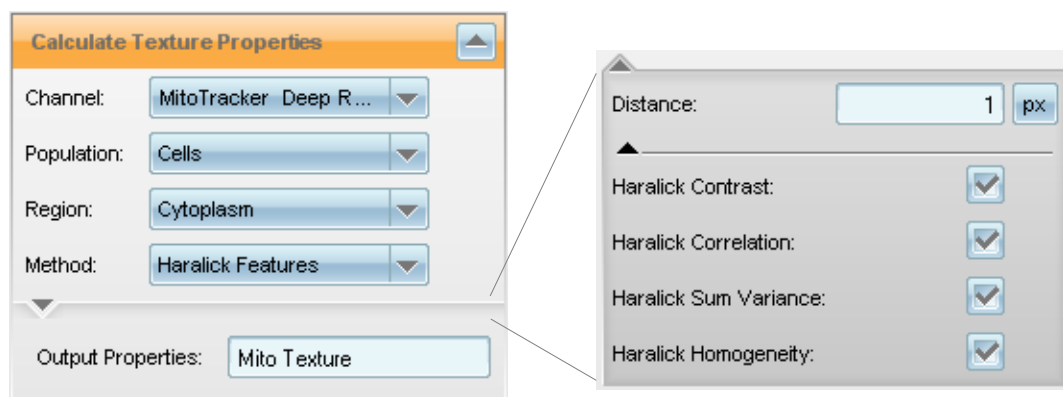 Calculate Texture Properties
Channel: MitoTracker Deep R...
Population: Cells
Region: Cytoplasm
Method: Haralick Features
Output Properties: Mito Texture
Distance: 1 px
Haralick Contrast:
Haralick Correlation:
Haralick Sum Variance:
Haralick Homogeneity: